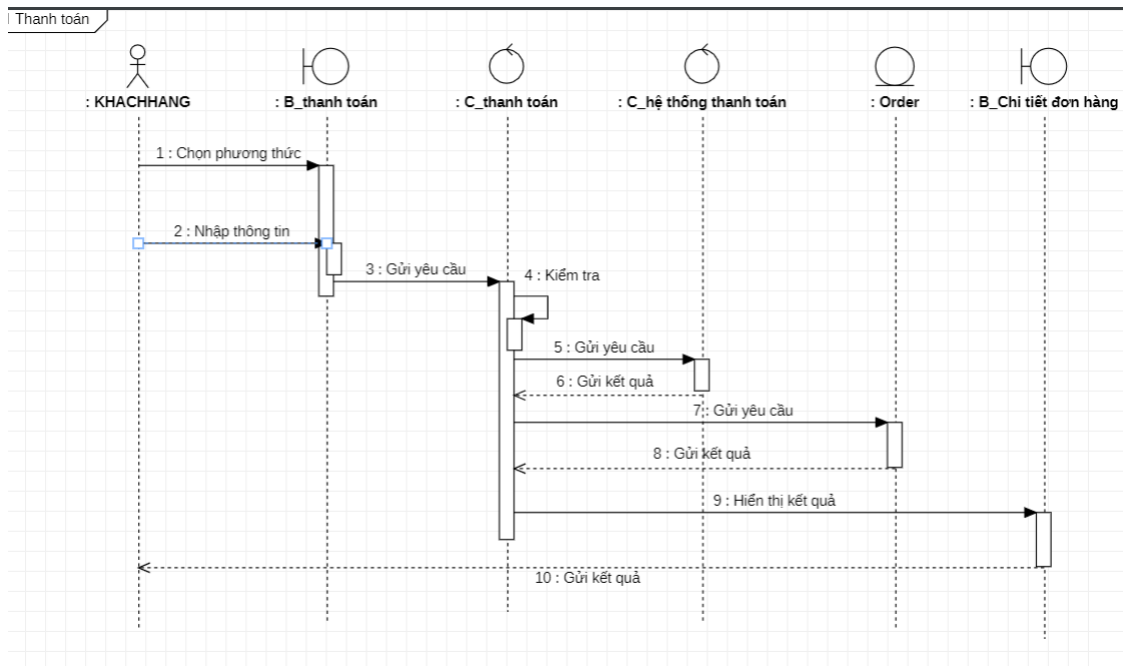 Thanh toán
: KHACHHANG
: B_thanh toán
: C_thanh toán
: C_hệ thống thanh toán
: Order
: B_Chi tiết đơn hàng
1 : Chọn phương thức
2 : Nhập thông tin
3 : Gửi yêu cầu
4 : Kiểm tra
5 : Gửi yêu cầu
6 : Gửi kết quả
7 : Gửi yêu cầu
8 : Gửi kết quả
9 : Hiển thị kết quả
10 : Gửi kết quả